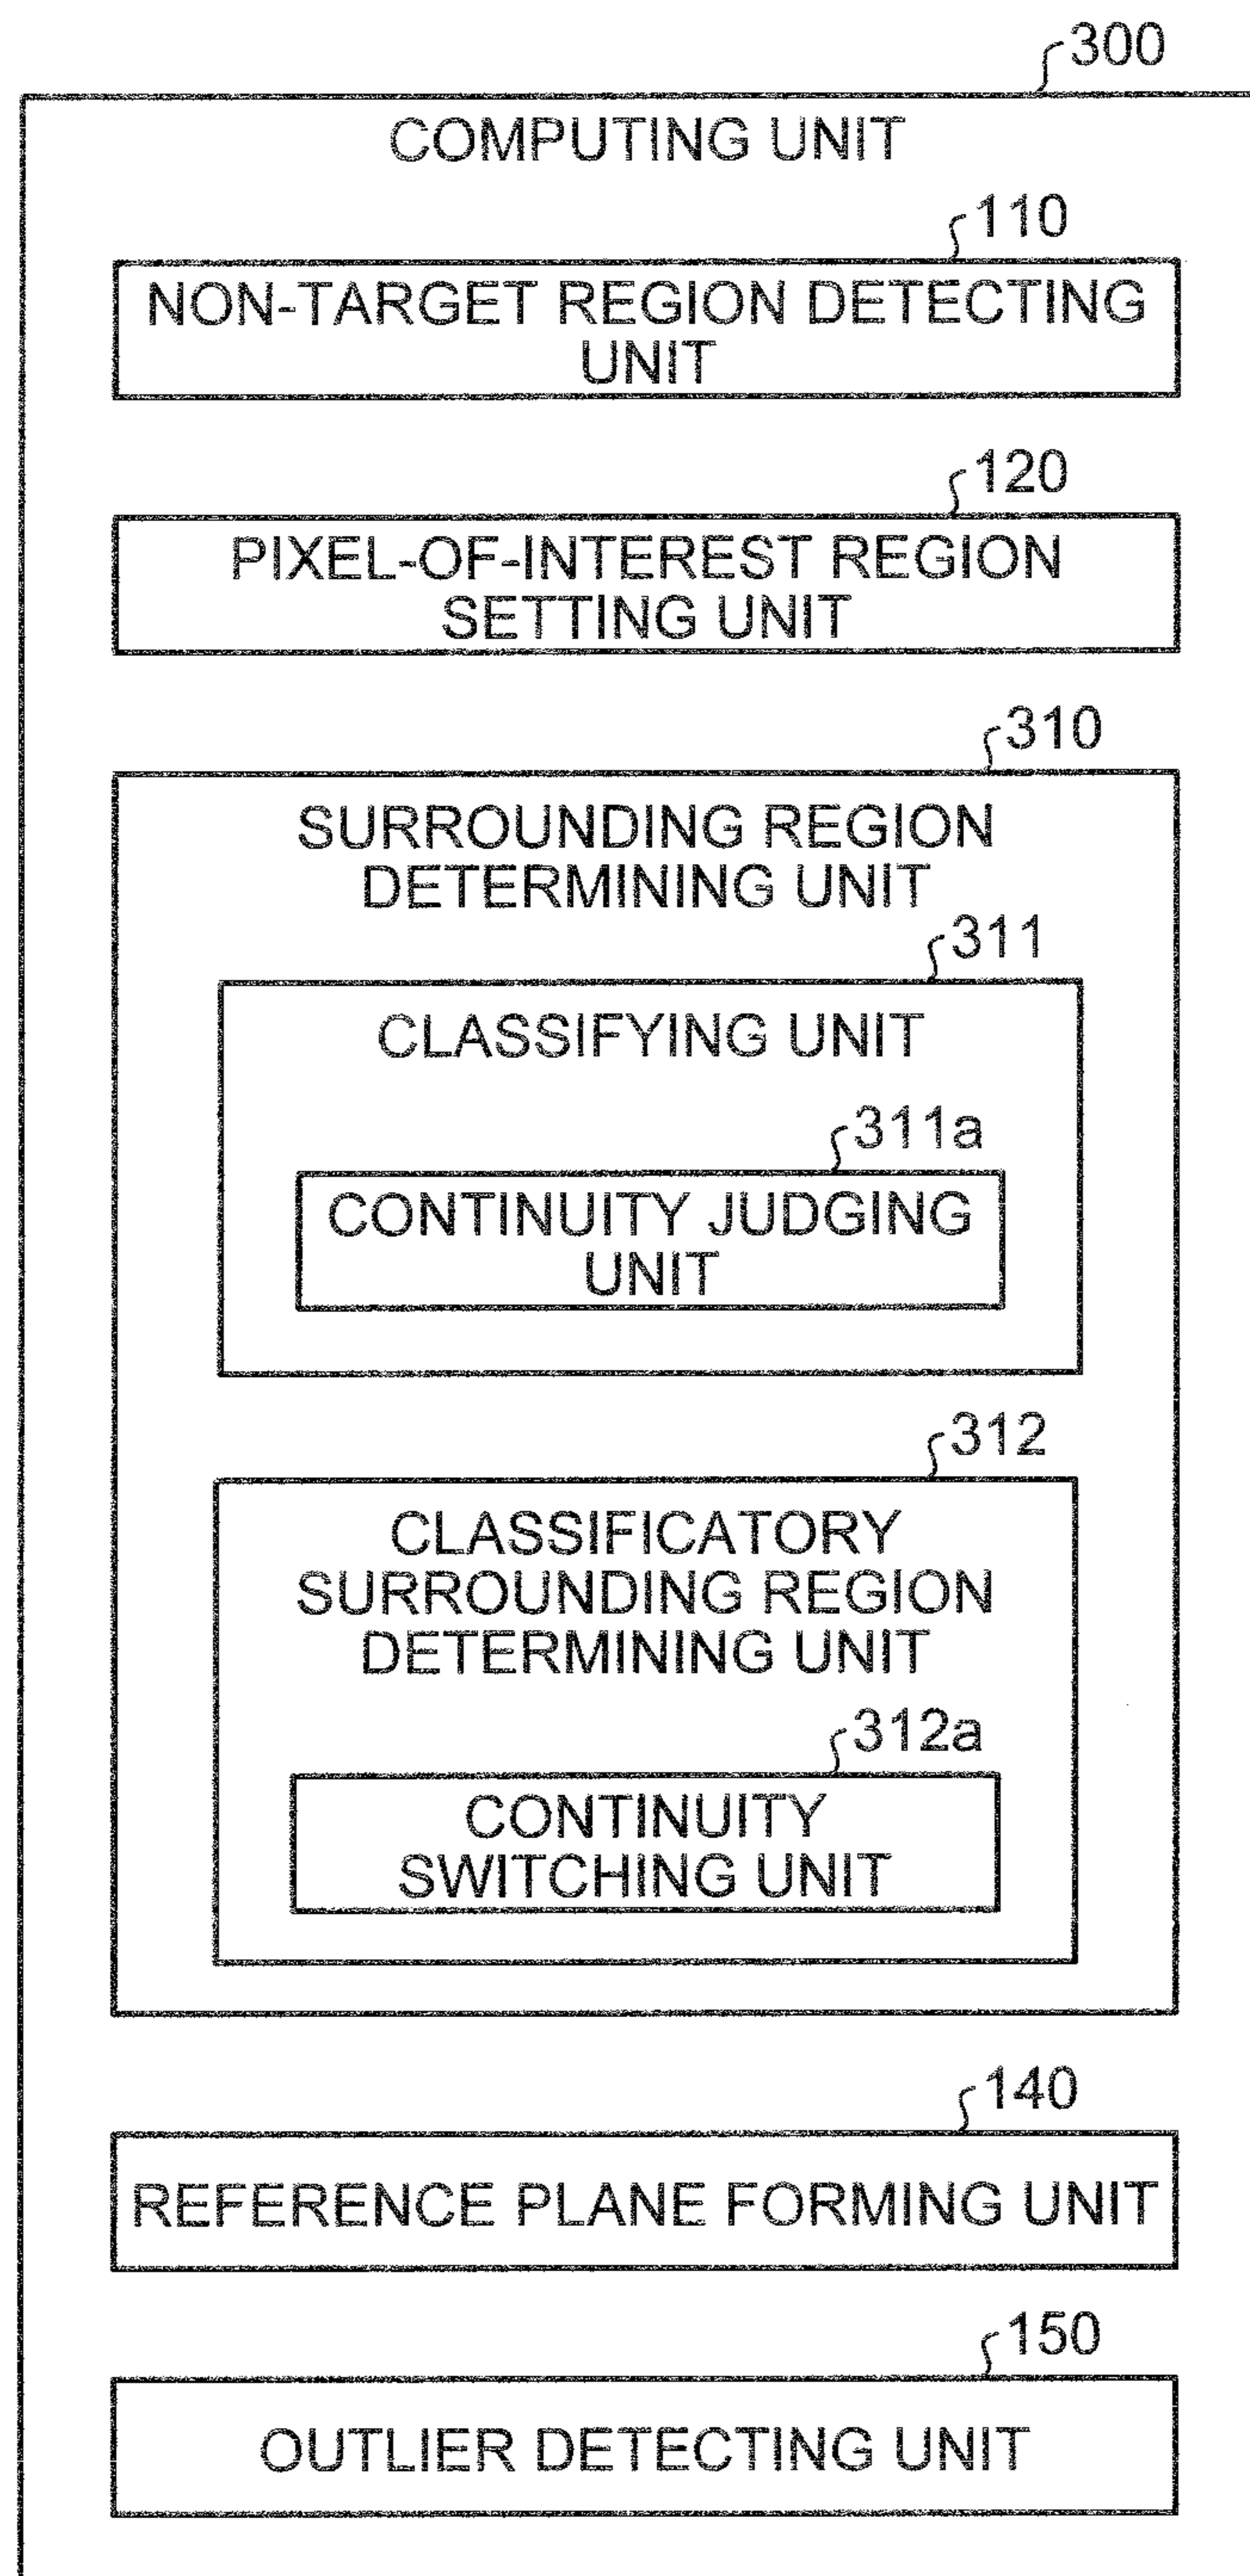 300
COMPUTING UNIT
110
NON-TARGET REGION DETECTING
UNIT
120
PIXEL-OF-INTEREST REGION
SETTING UNIT
310
SURROUNDING REGION
DETERMINING UNIT
311
CLASSIFYING UNIT
311a
CONTINUITY JUDGING
UNIT
312
CLASSIFICATORY
SURROUNDING REGION
DETERMINING UNIT
312a
CONTINUITY
SWITCHING UNIT
140
REFERENCE PLANE FORMING UNIT
150
OUTLIER DETECTING UNIT